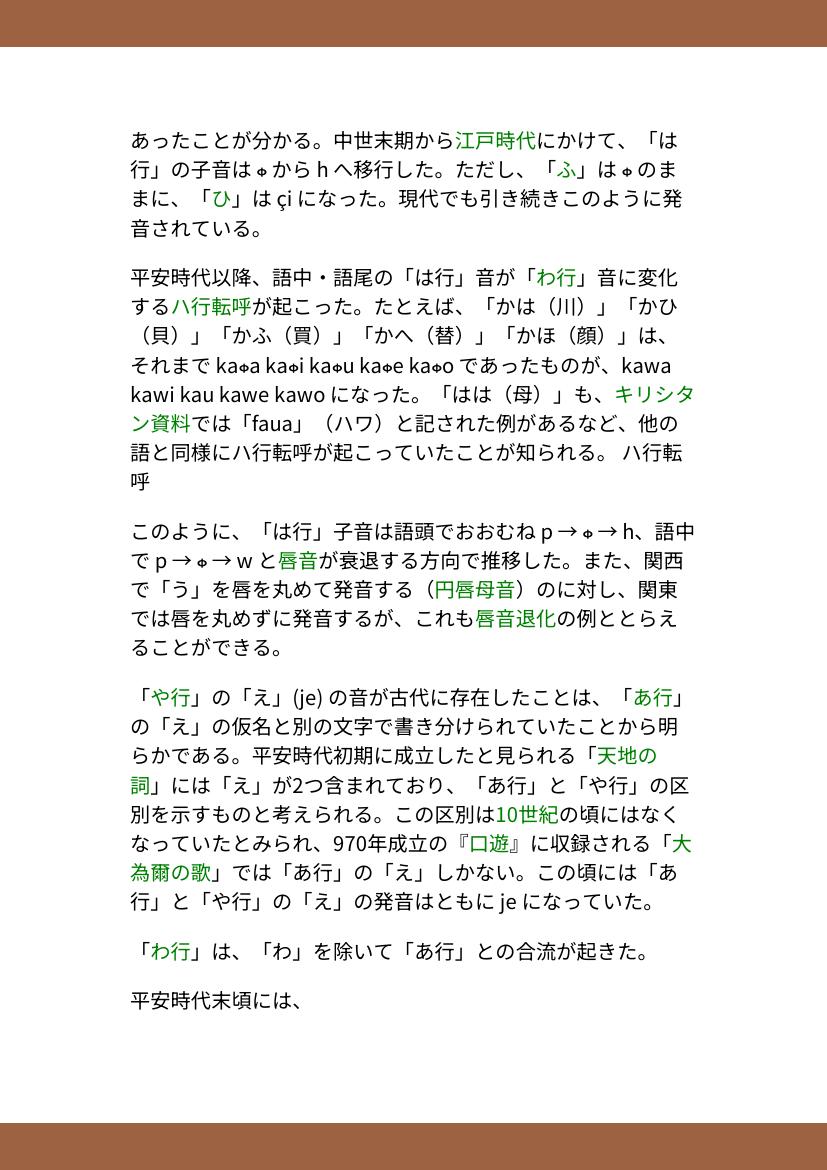 あったことが分かる。中世末期から江戸時代にかけて、「は
行」の子音は ɸ から h へ移行した。ただし、「ふ」は ɸ のま
まに、「ひ」は çi になった。現代でも引き続きこのように発
音されている。
平安時代以降、語中・語尾の「は行」音が「わ行」音に変化
するハ行転呼が起こった。たとえば、「かは（川）」「かひ
（貝）」「かふ（買）」「かへ（替）」「かほ（顔）」は、
それまで kaɸa kaɸi kaɸu kaɸe kaɸo であったものが、kawa
kawi kau kawe kawo になった。「はは（母）」も、キリシタ
ン資料では「faua」（ハワ）と記された例があるなど、他の
語と同様にハ行転呼が起こっていたことが知られる。 ハ行転
呼
このように、「は行」子音は語頭でおおむね p → ɸ → h、語中
で p → ɸ → w と唇音が衰退する方向で推移した。また、関西
で「う」を唇を丸めて発音する（円唇母音）のに対し、関東
では唇を丸めずに発音するが、これも唇音退化の例ととらえ
ることができる。
「や行」の「え」(je) の音が古代に存在したことは、「あ行」
の「え」の仮名と別の文字で書き分けられていたことから明
らかである。平安時代初期に成立したと見られる「天地の
詞」には「え」が2つ含まれており、「あ行」と「や行」の区
別を示すものと考えられる。この区別は10世紀の頃にはなく
なっていたとみられ、970年成立の『口遊』に収録される「大
為爾の歌」では「あ行」の「え」しかない。この頃には「あ
行」と「や行」の「え」の発音はともに je になっていた。
「わ行」は、「わ」を除いて「あ行」との合流が起きた。
平安時代末頃には、